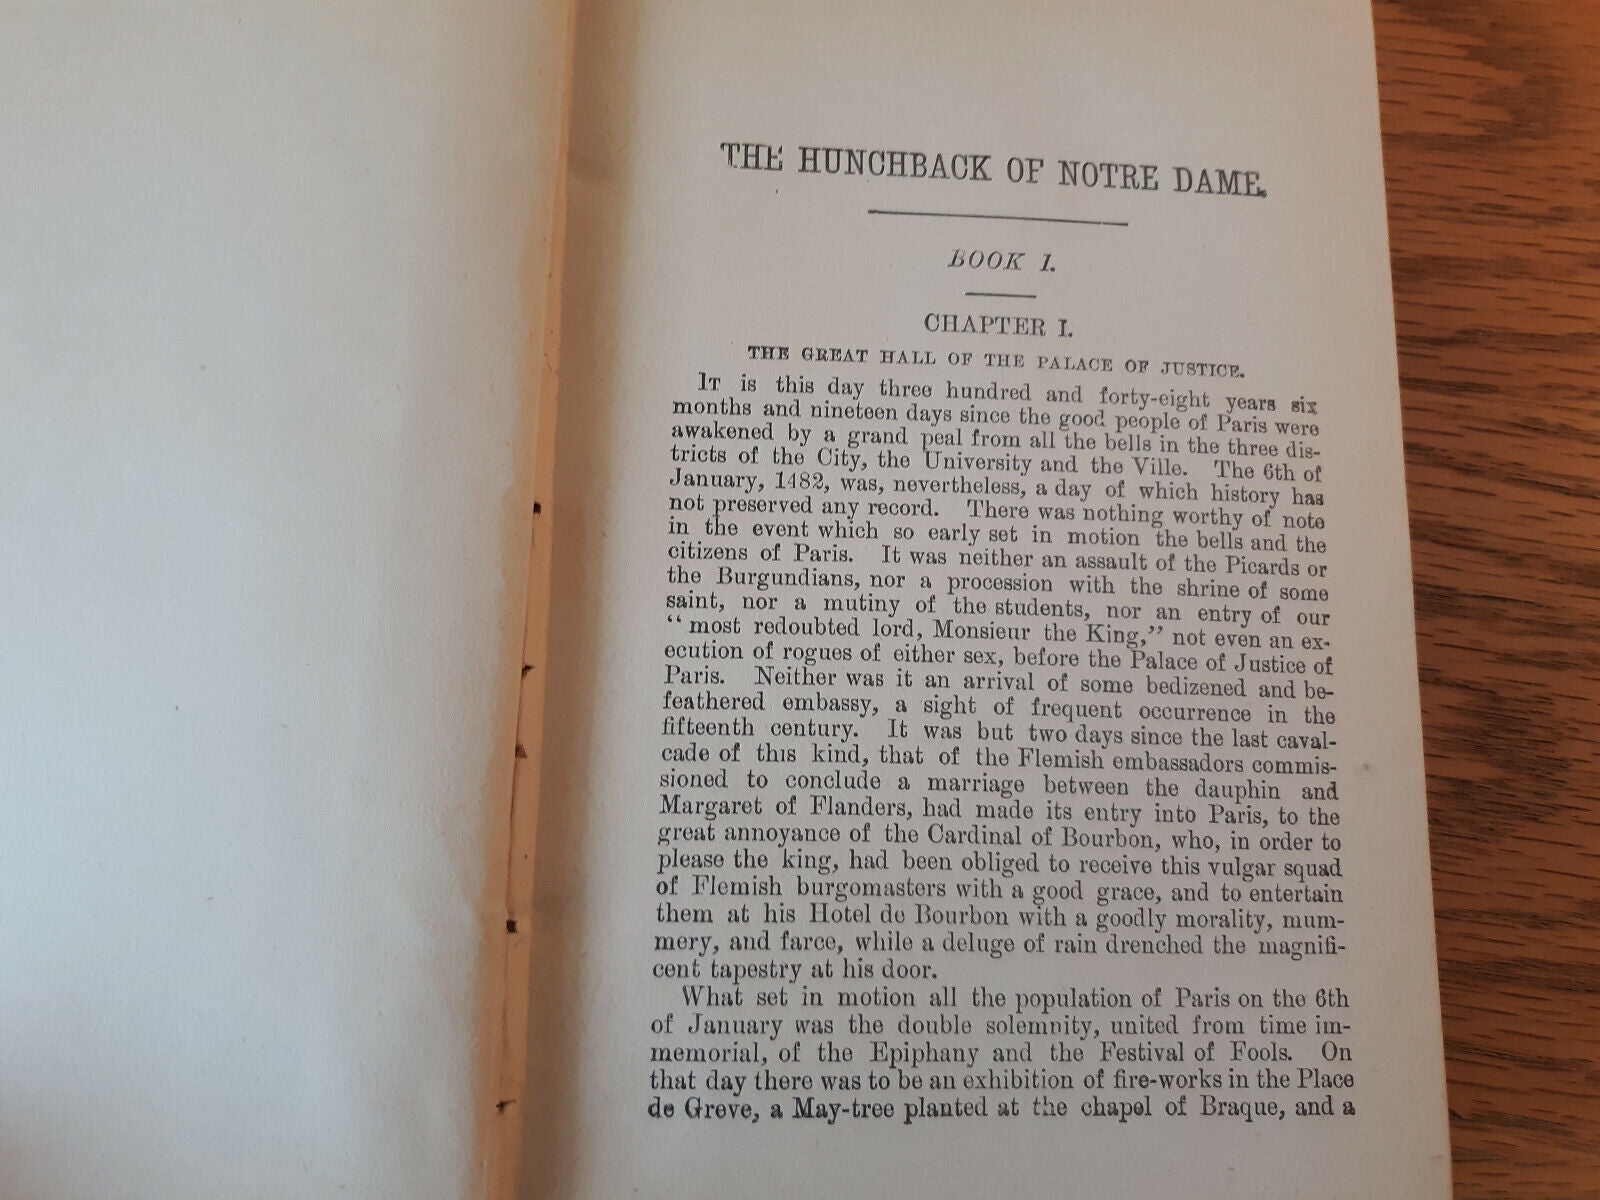 THE HUNCHBACK OF NOTRE DAME.
BOOK I.
CHAPTER I.
THE GREAT HALL OF THE PALACE OF JUSTICE.
IT is this day three hundred and forty-eight years six
months and nineteen days since the good people of Paris were
awakened by a grand peal from all the bells in the three dis-
tricts of the City, the University and the Ville. The 6th of
January, 1482, was, nevertheless, a day of which history has
not preserved any record. There was nothing worthy of note
in the event which so early set in motion the bells and the
citizens of Paris. It was neither an assault of the Picards or
the Burgundians, nor a procession with the shrine of some
saint, nor a mutiny of the students, nor an entry of our
“most redoubted lord, Monsieur the King,” not even an ex-
ecution of rogues of either sex, before the Palace of Justice of
Paris. Neither was it an arrival of some bedizened and be-
feathered embassy, a sight of frequent occurrence in the
fifteenth century. It was but two days since the last caval-
cade of this kind, that of the Flemish embassadors commis-
sioned to conclude a marriage between the dauphin and
Margaret of Flanders, had made its entry into Paris, to the
great annoyance of the Cardinal of Bourbon, who, in order to
please the king, had been obliged to receive this vulgar squad
of Flemish burgomasters with a good grace, and to entertain
them at his Hotel de Bourbon with a goodly morality, mum-
mery, and farce, while a deluge of rain drenched the magnifi-
cent tapestry at his door.
What set in motion all the population of Paris on the 6th
of January was the double solemnity, united from time im-
memorial, of the Epiphany and the Festival of Fools. On
that day there was to be an exhibition of fire-works in the Place
de Greve, a May-tree planted at the chapel of Braque, and a